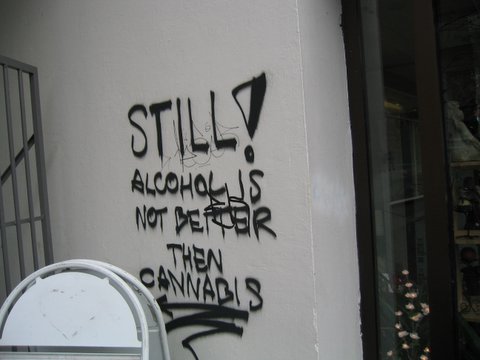 STILL!
ALCOHOL IS
NOT BETTER
THEN
CANNABIS